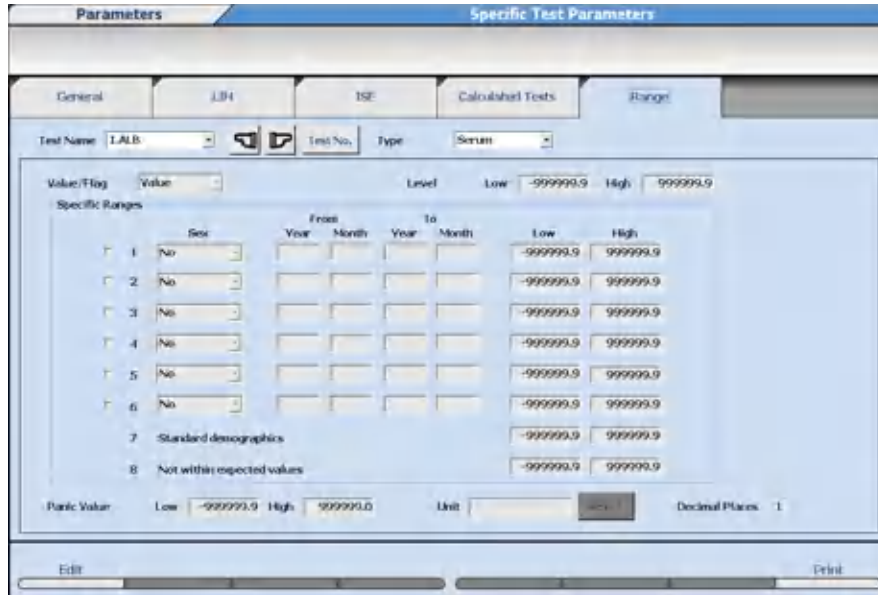 Parameters Specific Test Parameters
General LIH ISE Calculated Tests Range
Test Name 1.ALB Test No. Type Serum
Value/Flag Value Level Low -999999.9 High 999999.9
Specific Ranges
From To
Sex Year Month Year Month Low High
1 No -999999.9 999999.9
2 No -999999.9 999999.9
3 No -999999.9 999999.9
4 No -999999.9 999999.9
5 No -999999.9 999999.9
6 No -999999.9 999999.9
7 Standard demographics -999999.9 999999.9
8 Not within expected values -999999.9 999999.9
Panic Value Low -999999.9 High Unit Decimal Places 1
Edit Print